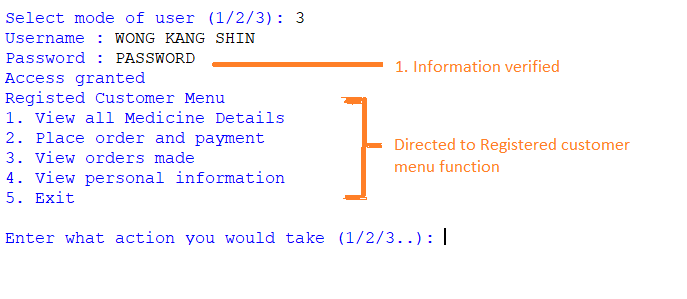 Select mode of user (1/2/3): 3
Username : WONG KANG SHIN
Password : PASSWORD
1. Information verified
Access granted
Registed Customer Menu
1. View all Medicine Details
2. Place order and payment
3. View orders made
4. View personal information
5. Exit
Directed to Registered customer
menu function
Enter what action you would take (1/2/3..):